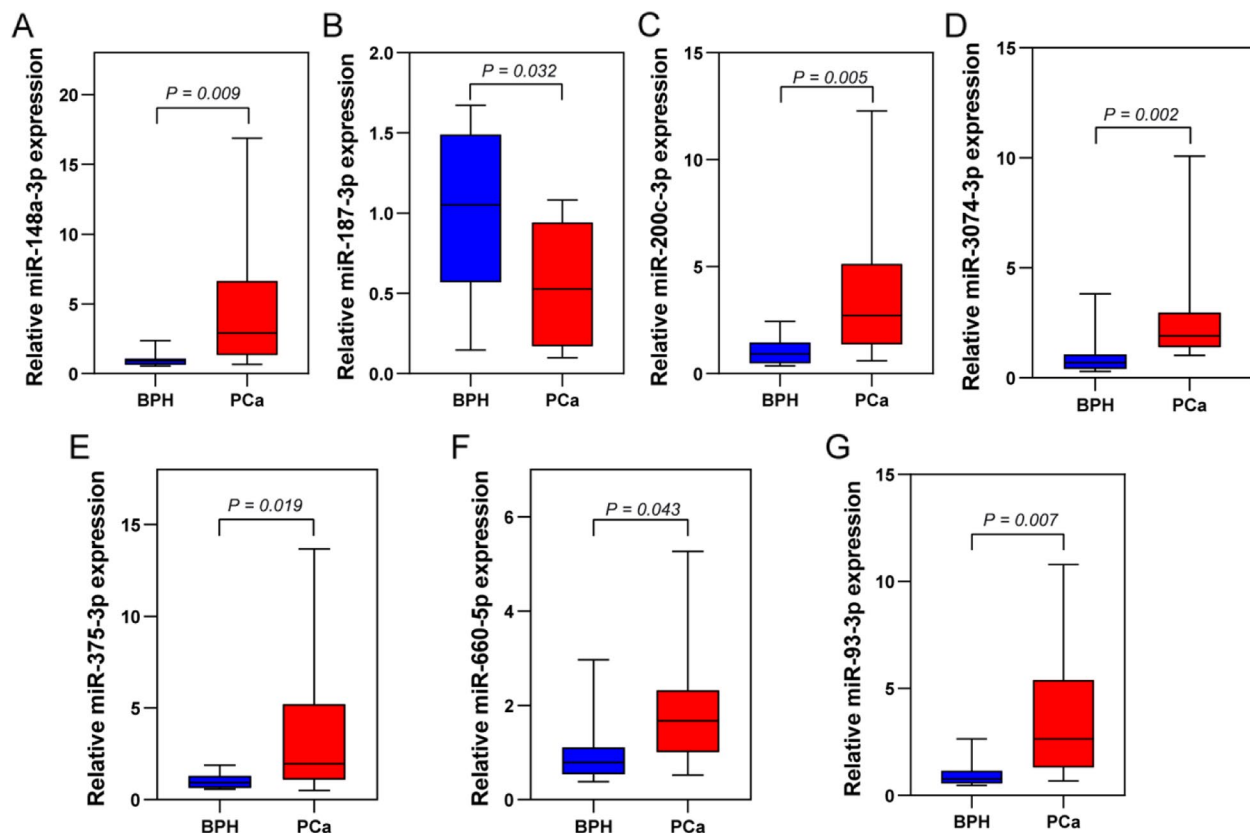 A
Relative miR-148a-3p expression
20
15
10
5
0
P = 0.009
BPH PCa
B
Relative miR-187-3p expression
2.0
1.5
1.0
0.5
0.0
P = 0.032
BPH PCa
C
Relative miR-200c-3p expression
15
10
5
0
P = 0.005
BPH PCa
D
Relative miR-3074-3p expression
15
10
5
0
P = 0.002
BPH PCa
E
Relative miR-375-3p expression
15
10
5
0
P = 0.019
BPH PCa
F
Relative miR-660-5p expression
6
4
2
0
P = 0.043
BPH PCa
G
Relative miR-93-3p expression
15
10
5
0
P = 0.007
BPH PCa